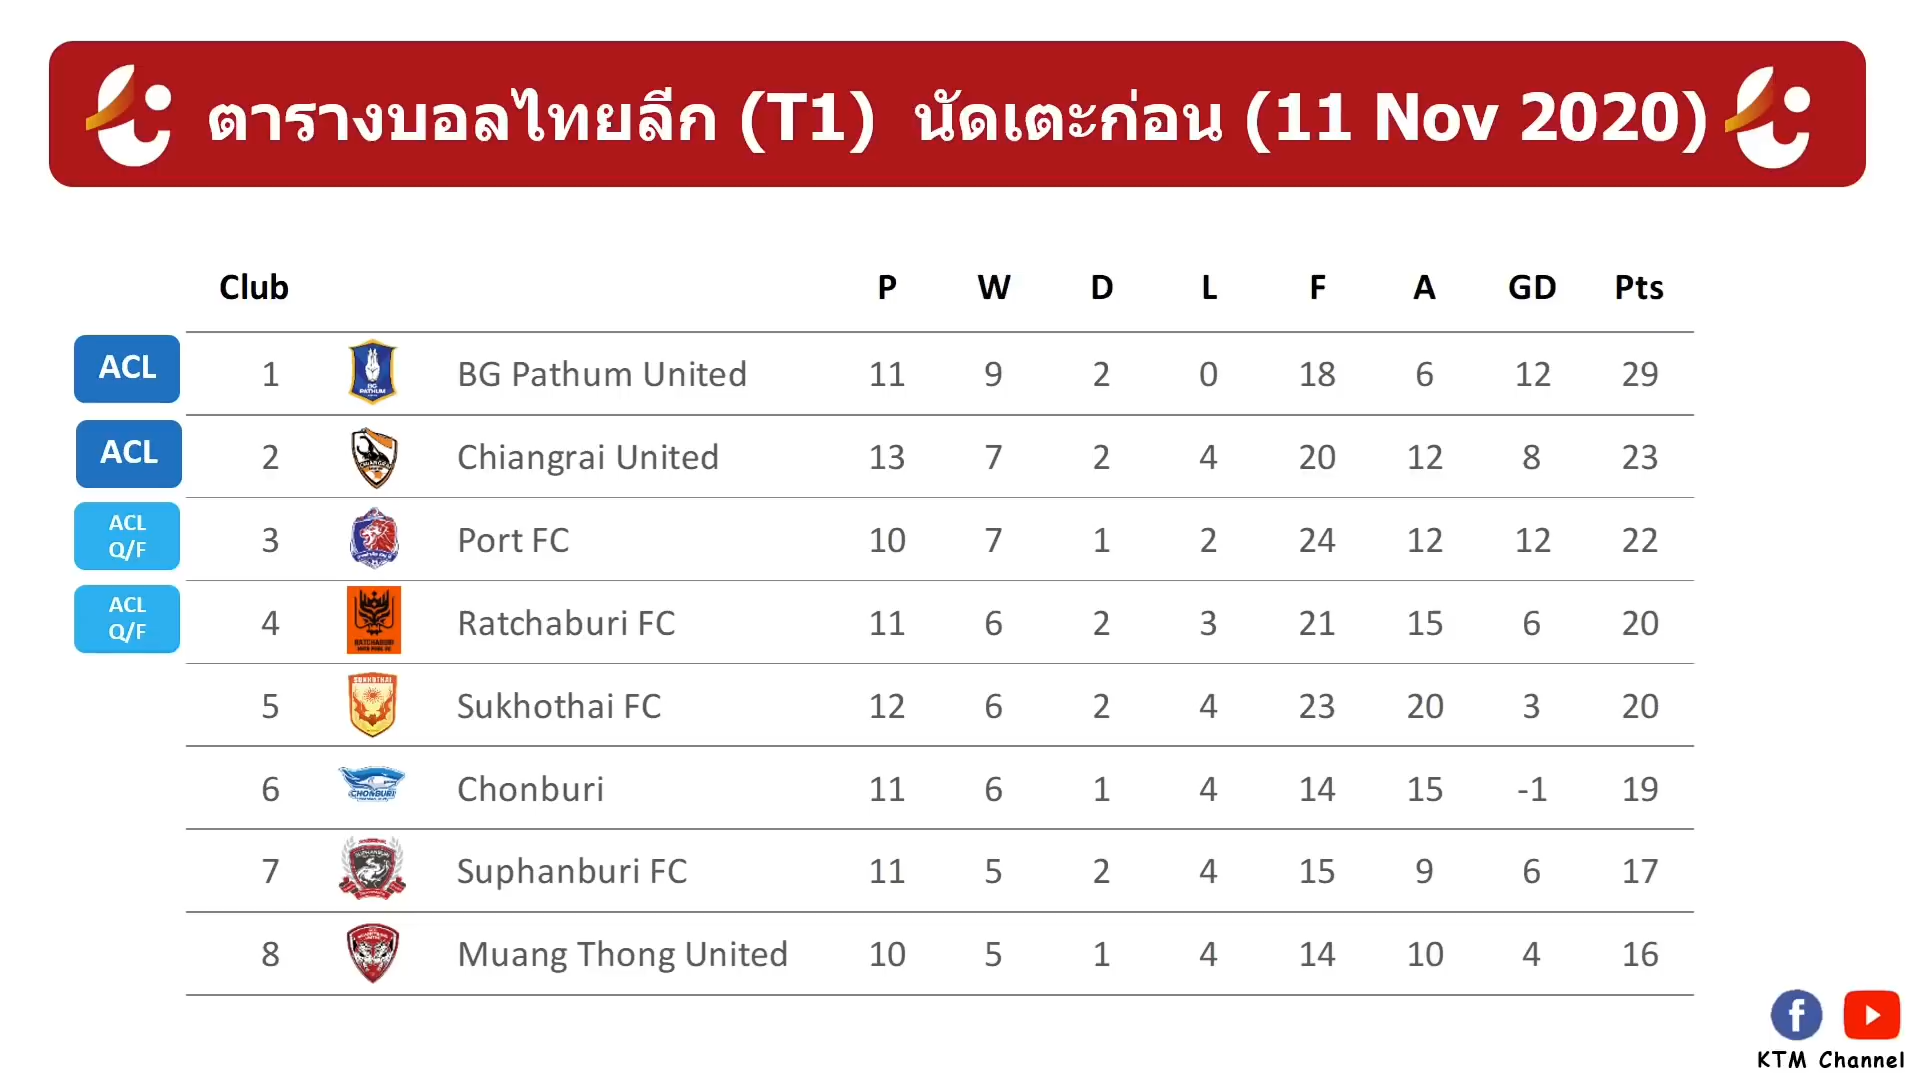 ตารางบอลไทยลีก (T1) นัดเตะก่อน (11 Nov 2020)
Club P W D L F A GD Pts
ACL 1 BG PATHUM BG Pathum United 11 9 2 0 18 6 12 29
ACL 2 Chiangrai United 13 7 2 4 20 12 8 23
ACL Q/F 3 Port FC 10 7 1 2 24 12 12 22
ACL Q/F 4 RATCHABURI Ratchaburi FC 11 6 2 3 21 15 6 20
5 SUKHOTHAI Sukhothai FC 12 6 2 4 23 20 3 20
6 CHONBURI Chonburi 11 6 1 4 14 15 -1 19
7 Suphanburi FC 11 5 2 4 15 9 6 17
8 Muang Thong United 10 5 1 4 14 10 4 16
KTM Channel